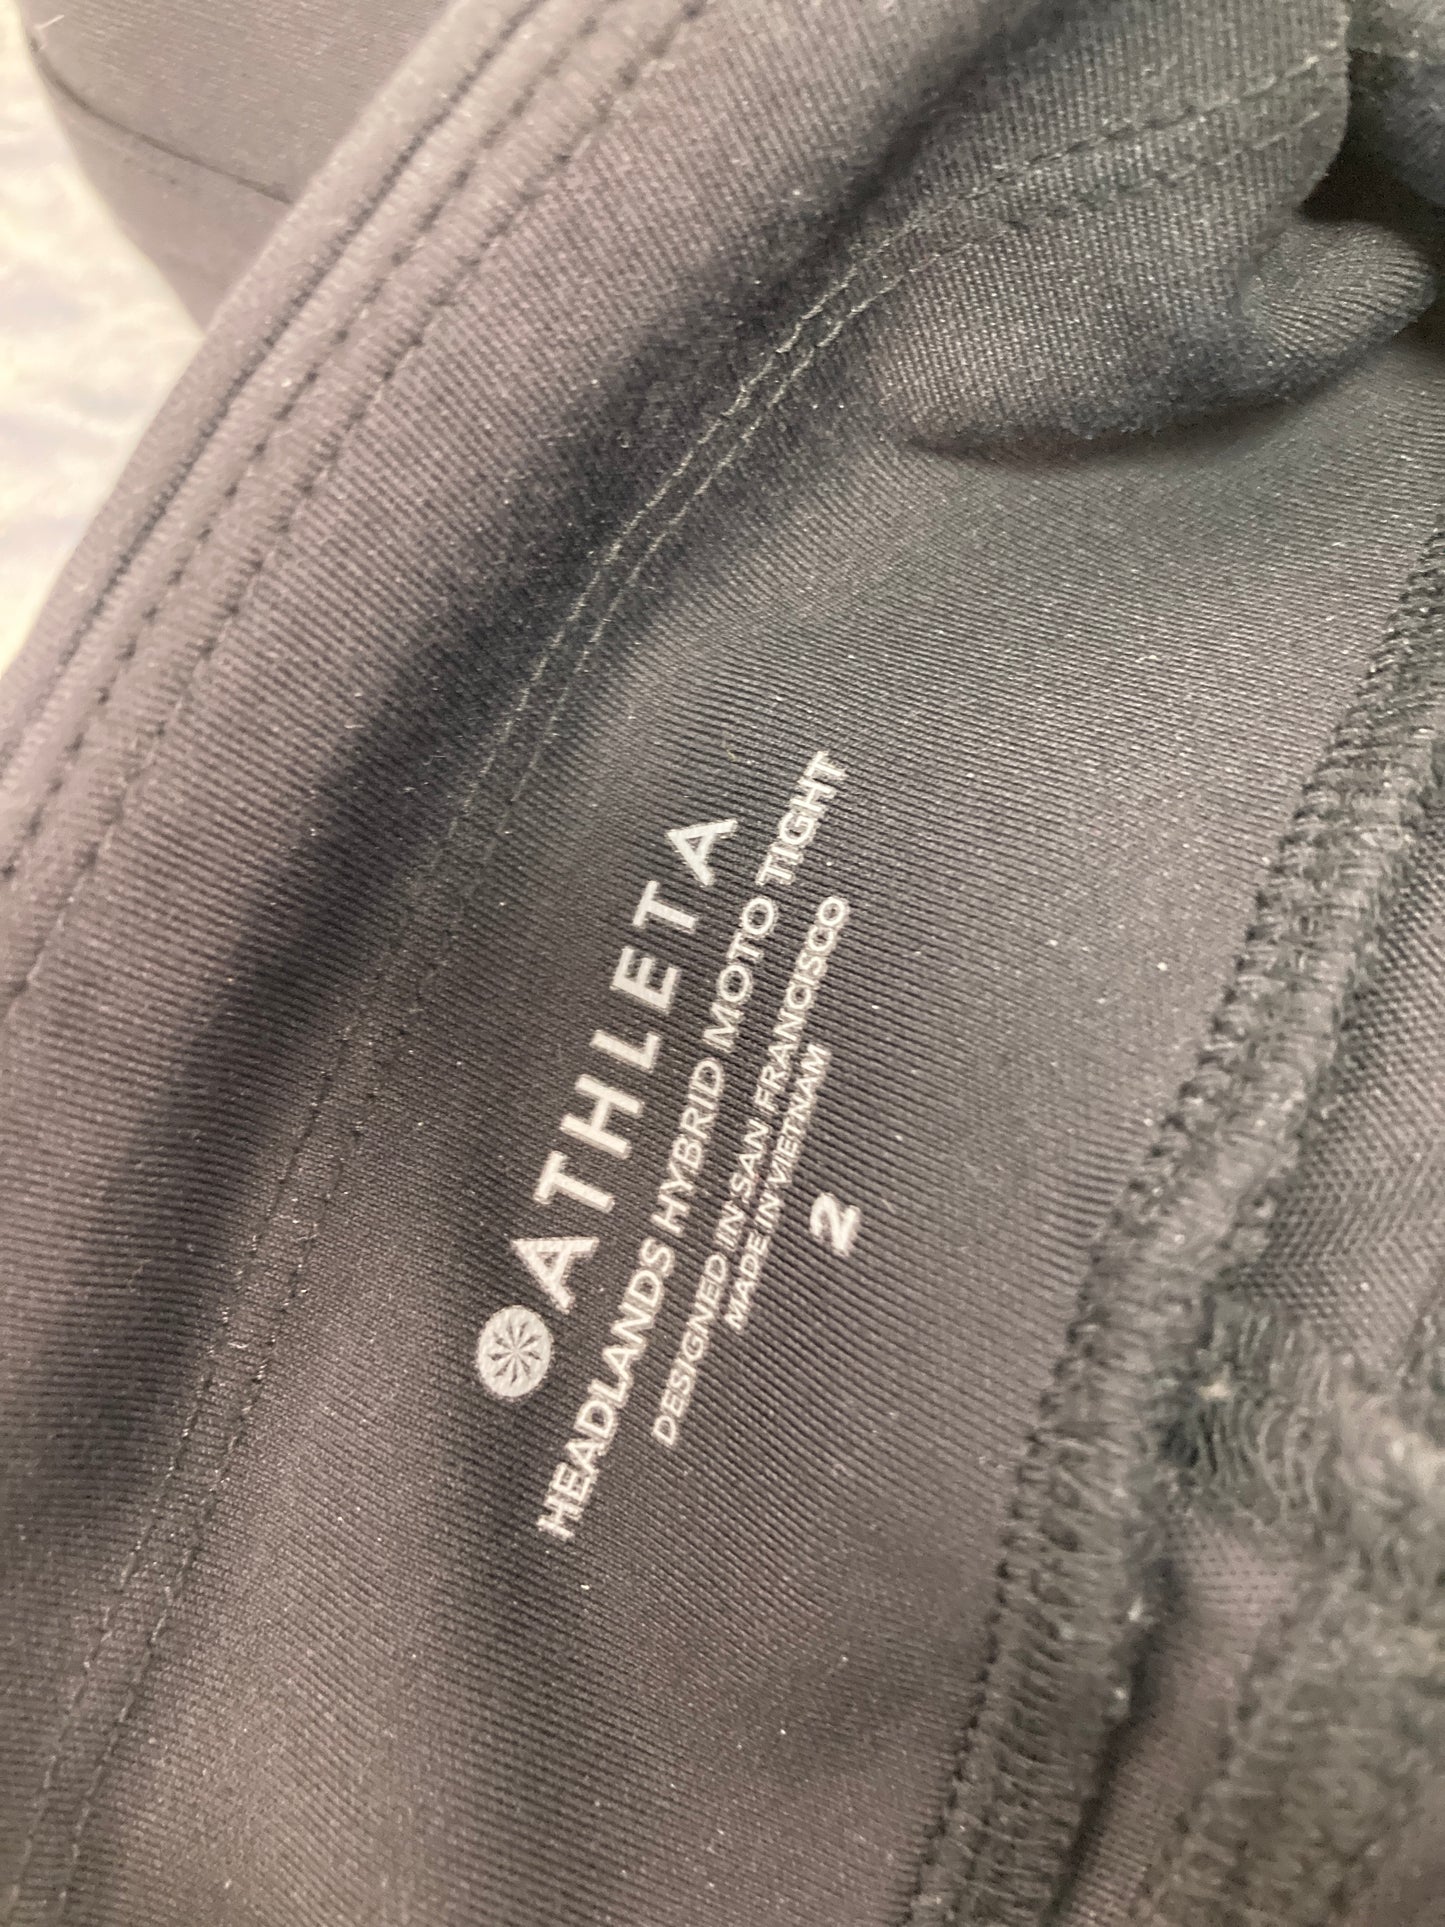 ATHLETA
HEADLANDS HYBRID MOTO TIGHT
DESIGNED IN SAN FRANCISCO
MADE IN VIETNAM
2